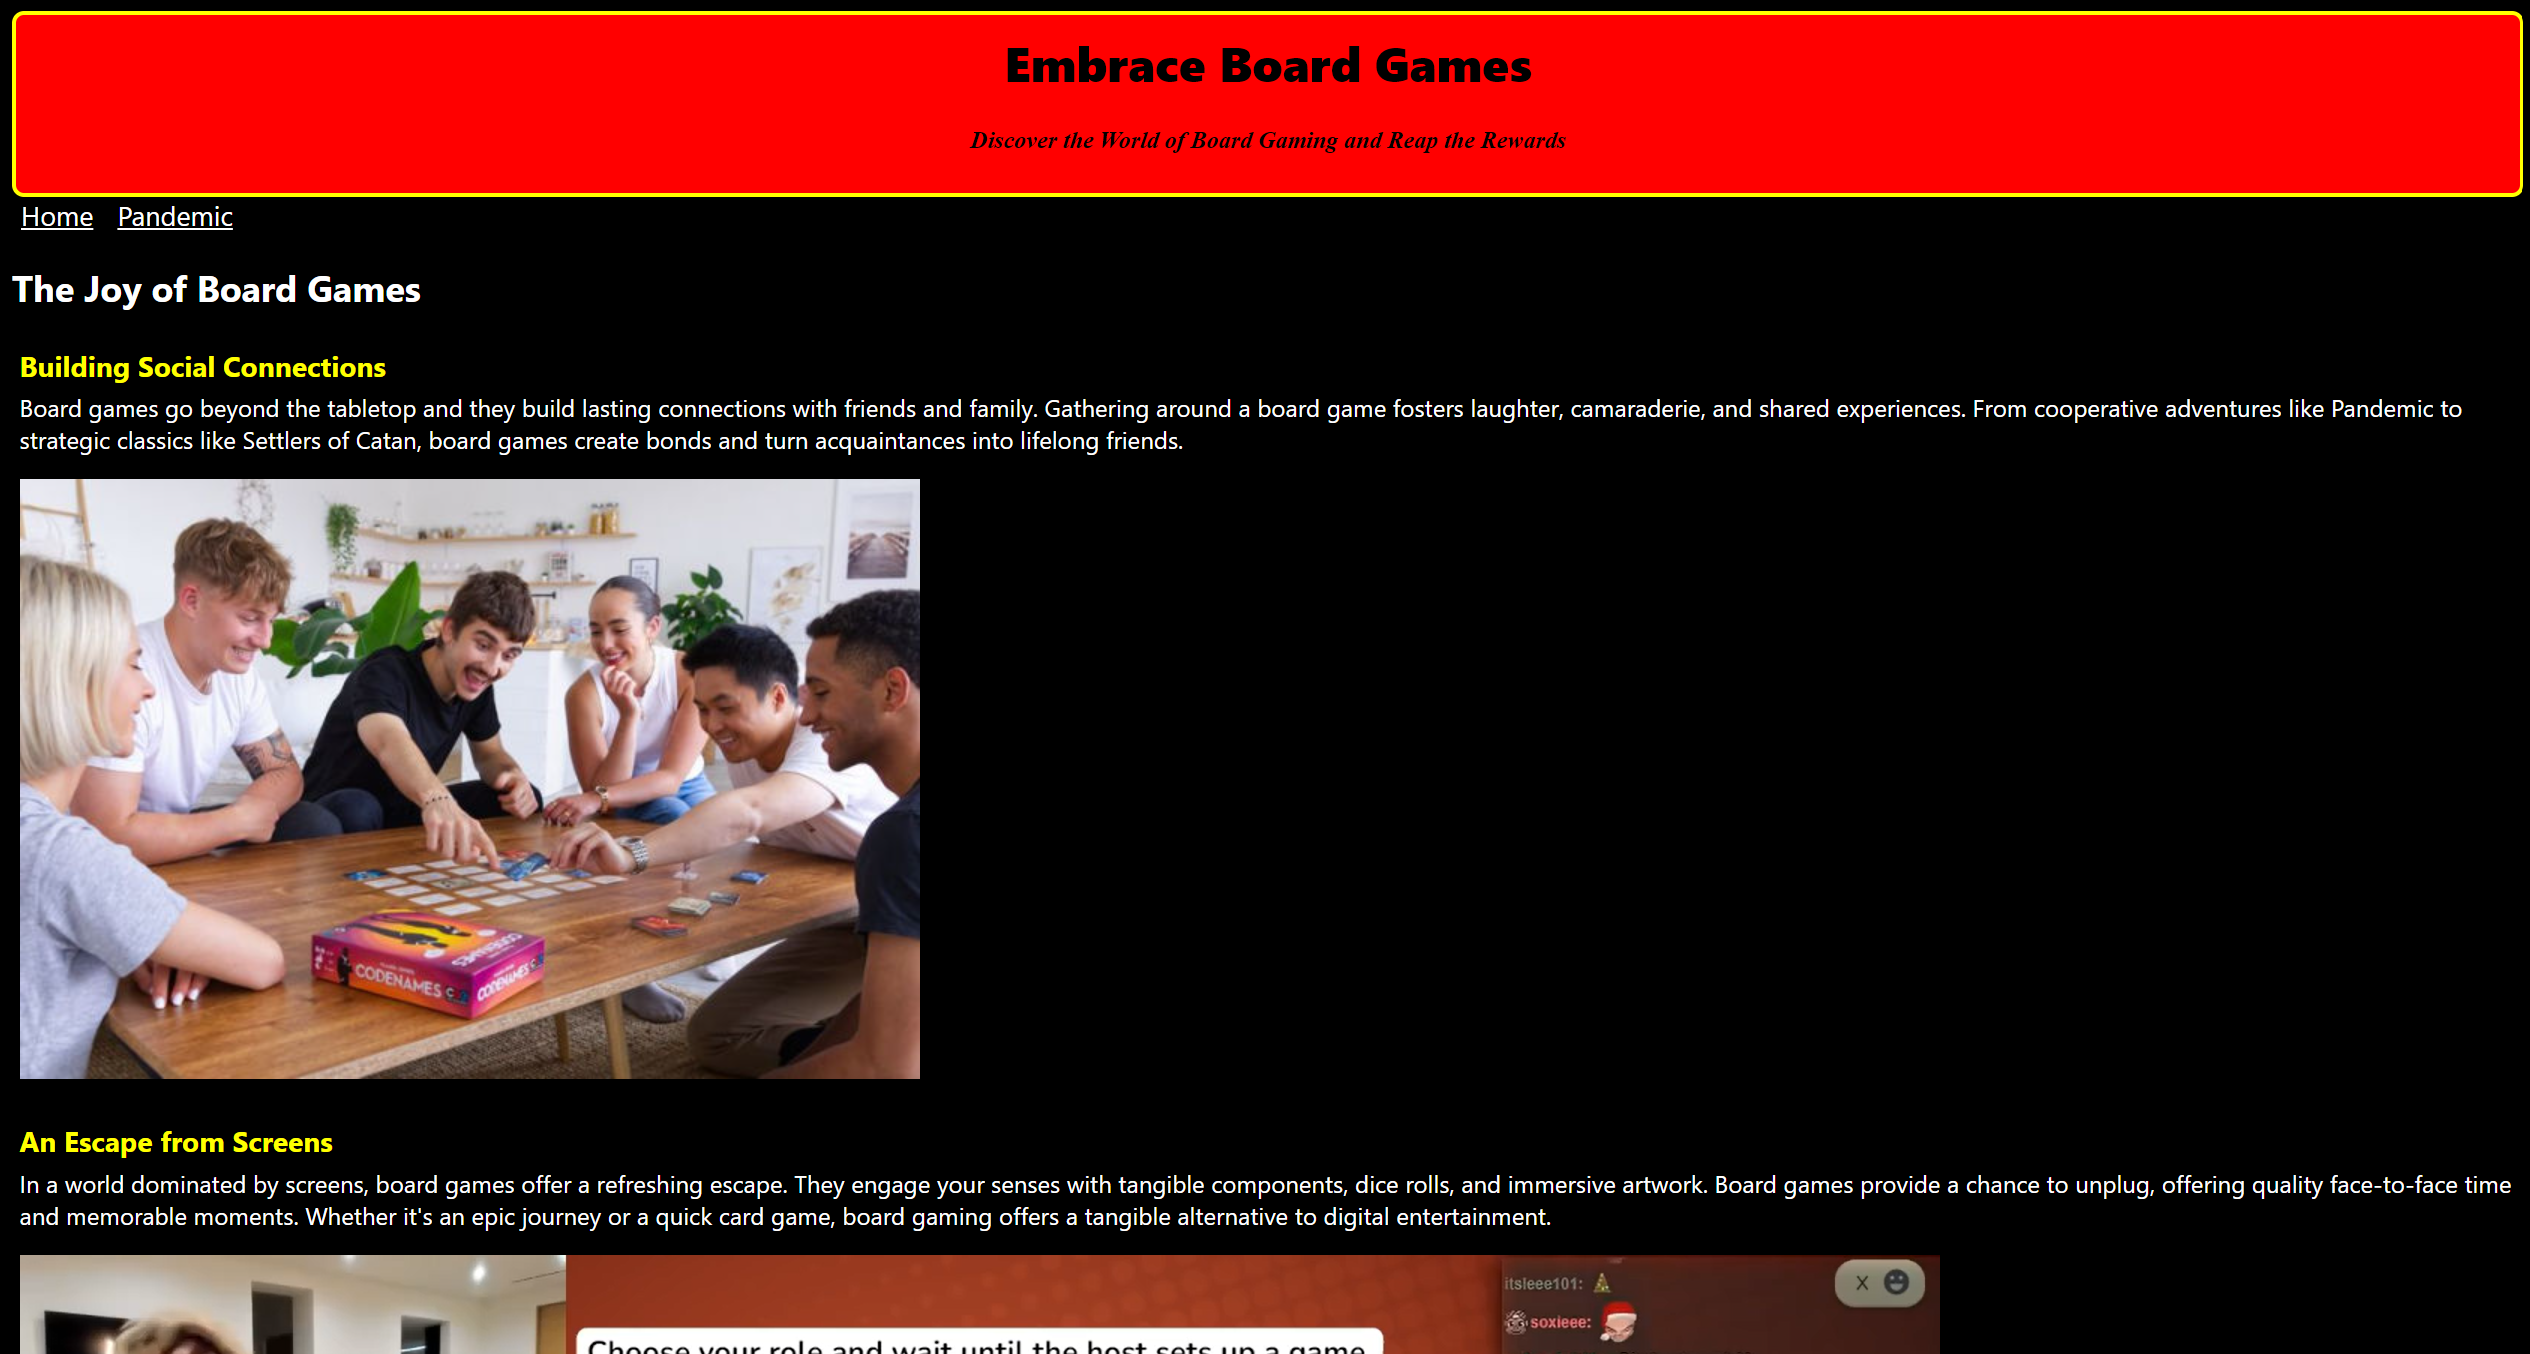 Embrace Board Games
Discover the World of Board Gaming and Reap the Rewards
Home Pandemic
The Joy of Board Games
Building Social Connections
Board games go beyond the tabletop and they build lasting connections with friends and family. Gathering around a board game fosters laughter, camaraderie, and shared experiences. From cooperative adventures like Pandemic to
strategic classics like Settlers of Catan, board games create bonds and turn acquaintances into lifelong friends.
CODENAMES
CODENAMES
CODENAMES
An Escape from Screens
In a world dominated by screens, board games offer a refreshing escape. They engage your senses with tangible components, dice rolls, and immersive artwork. Board games provide a chance to unplug, offering quality face-to-face time
and memorable moments. Whether it's an epic journey or a quick card game, board gaming offers a tangible alternative to digital entertainment.
itsleee101:
X
soxieee:
Choose your role and wait until the host sets up a game